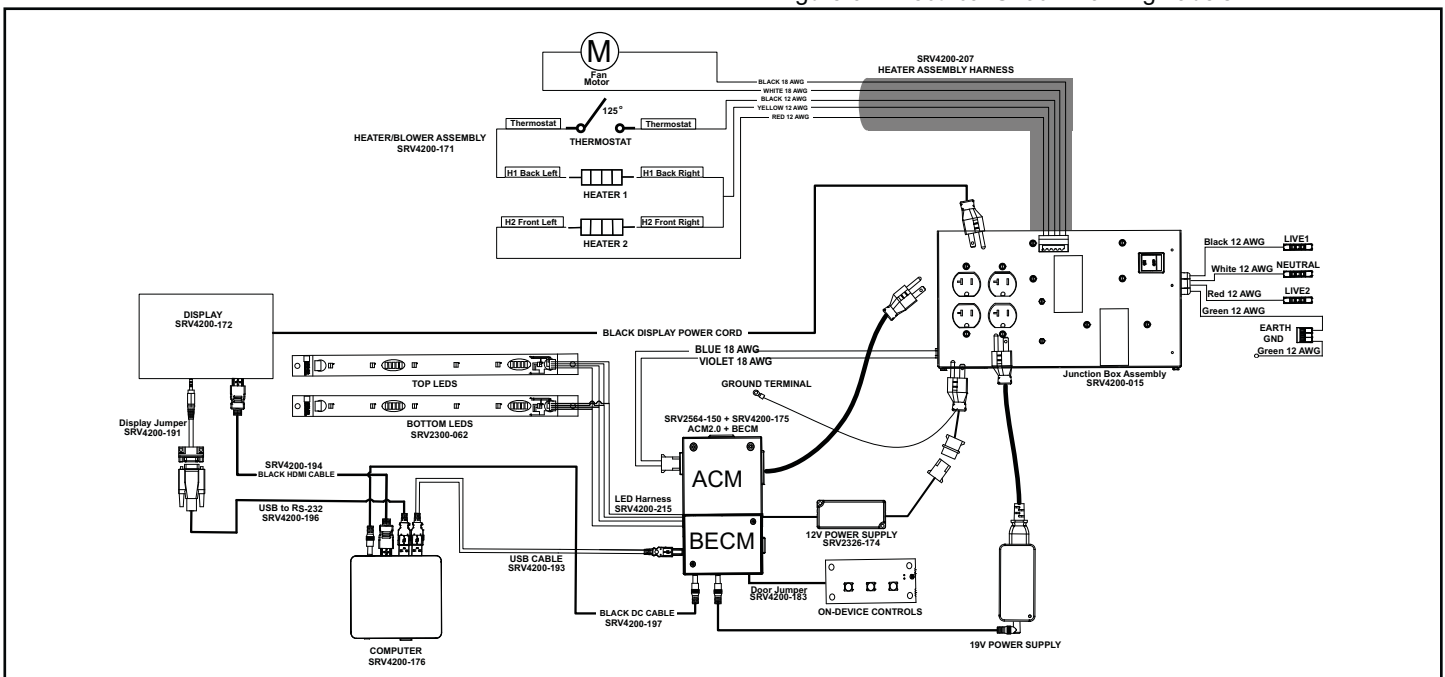 M
Fan
Motor
SRV4200-207
HEATER ASSEMBLY HARNESS
BLACK 18 AWG
WHITE 18 AWG
BLACK 12 AWG
YELLOW 12 AWG
RED 12 AWG
125°
Thermostat
Thermostat
THERMOSTAT
HEATER/BLOWER ASSEMBLY
SRV4200-171
H1 Back Left
H1 Back Right
HEATER 1
H2 Front Left
H2 Front Right
HEATER 2
Black 12 AWG
LIVE1
White 12 AWG
NEUTRAL
Red 12 AWG
LIVE2
Green 12 AWG
EARTH
GND
Green 12 AWG
DISPLAY
SRV4200-172
BLACK DISPLAY POWER CORD
BLUE 18 AWG
VIOLET 18 AWG
Junction Box Assembly
SRV4200-015
TOP LEDS
GROUND TERMINAL
BOTTOM LEDS
SRV2300-062
SRV2564-150 + SRV4200-175
ACM2.0 + BECM
Display Jumper
SRV4200-191
SRV4200-194
BLACK HDMI CABLE
ACM
USB to RS-232
SRV4200-196
LED Harness
SRV4200-215
BECM
12V POWER SUPPLY
SRV2326-174
USB CABLE
SRV4200-193
Door Jumper
SRV4200-183
ON-DEVICE CONTROLS
BLACK DC CABLE
SRV4200-197
19V POWER SUPPLY
COMPUTER
SRV4200-176